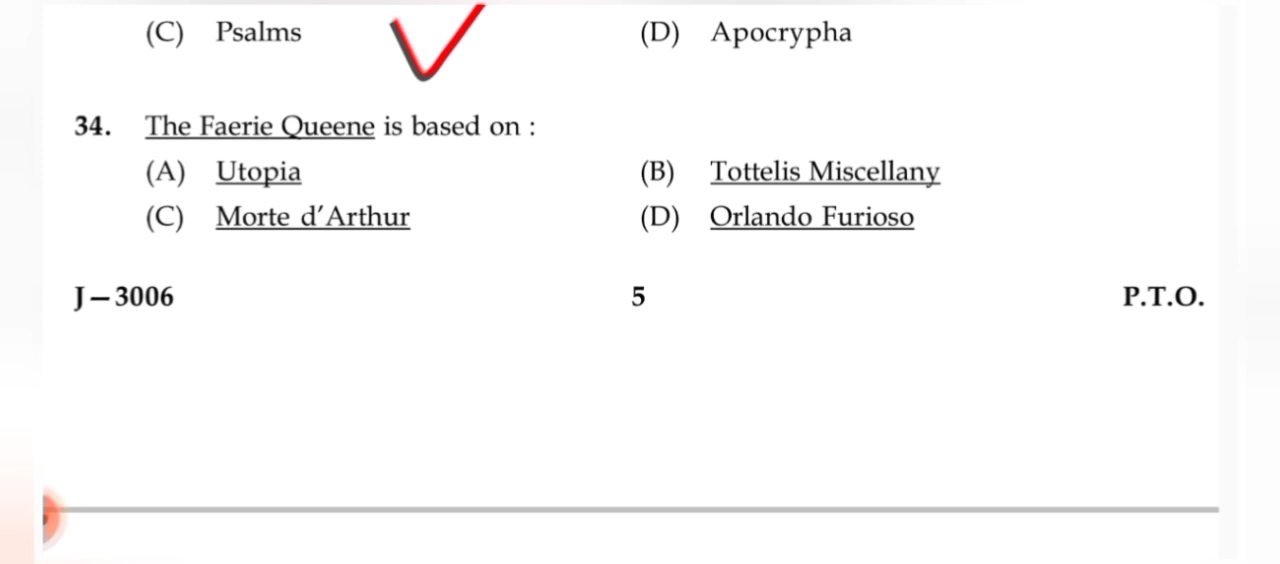 (C) Psalms (D) Apocrypha
34. The Faerie Queene is based on :
(A) Utopia (B) Tottelis Miscellany
(C) Morte d′Arthur (D) Orlando Furioso
J – 3006 5 P.T.O.